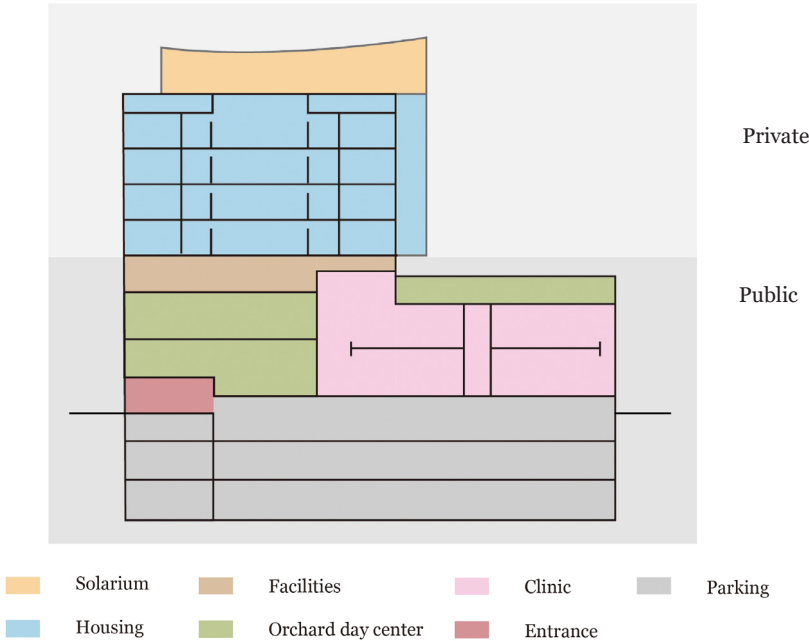 Private
Public
Solarium
Facilities
Clinic
Parking
Housing
Orchard day center
Entrance